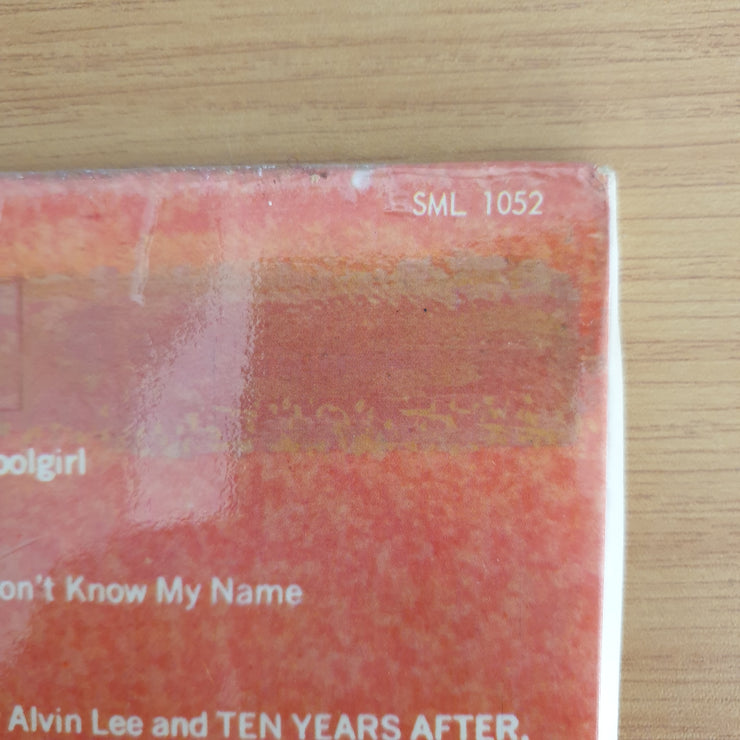 SML 1052
oolgirl
on't Know My Name
Alvin Lee and TEN YEARS AFTER.